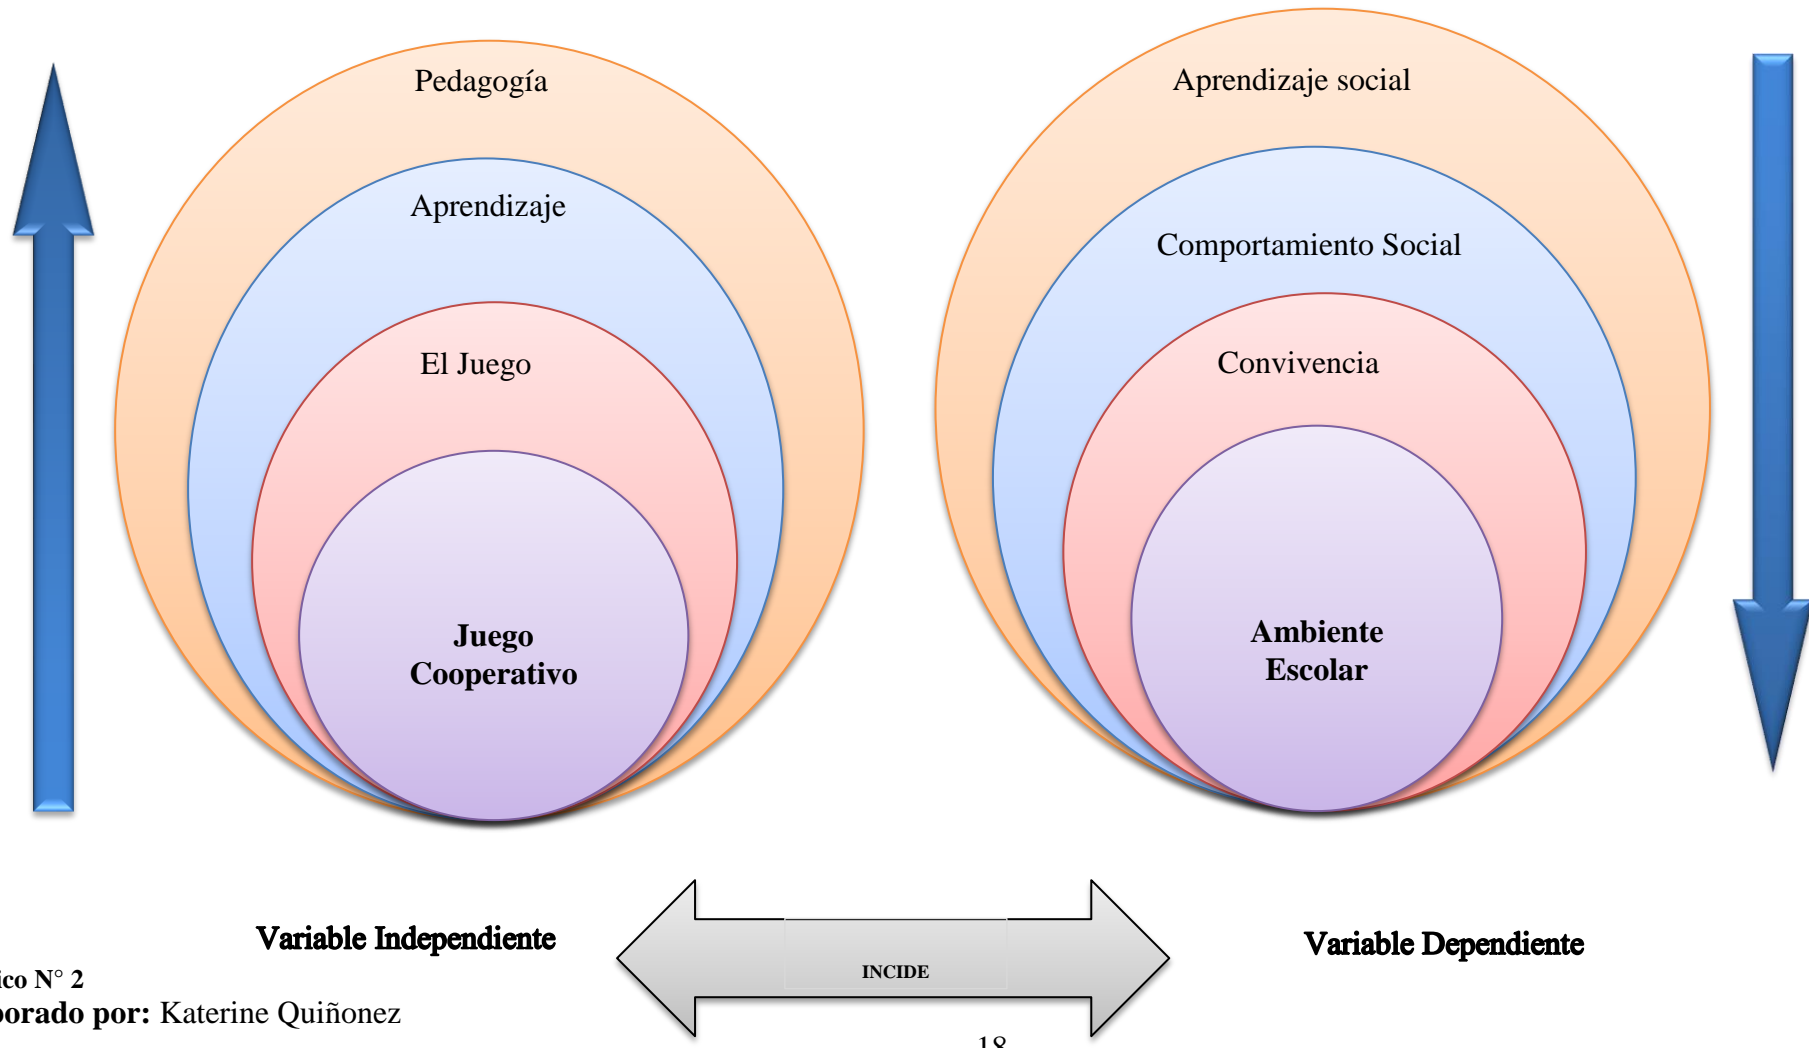 Pedagogía
Aprendizaje
El Juego
Juego
Cooperativo
Aprendizaje social
Comportamiento Social
Convivencia
Ambiente
Escolar
Variable Independiente
INCIDE
Variable Dependiente
ico N° 2
orado por: Katerine Quiñonez
18